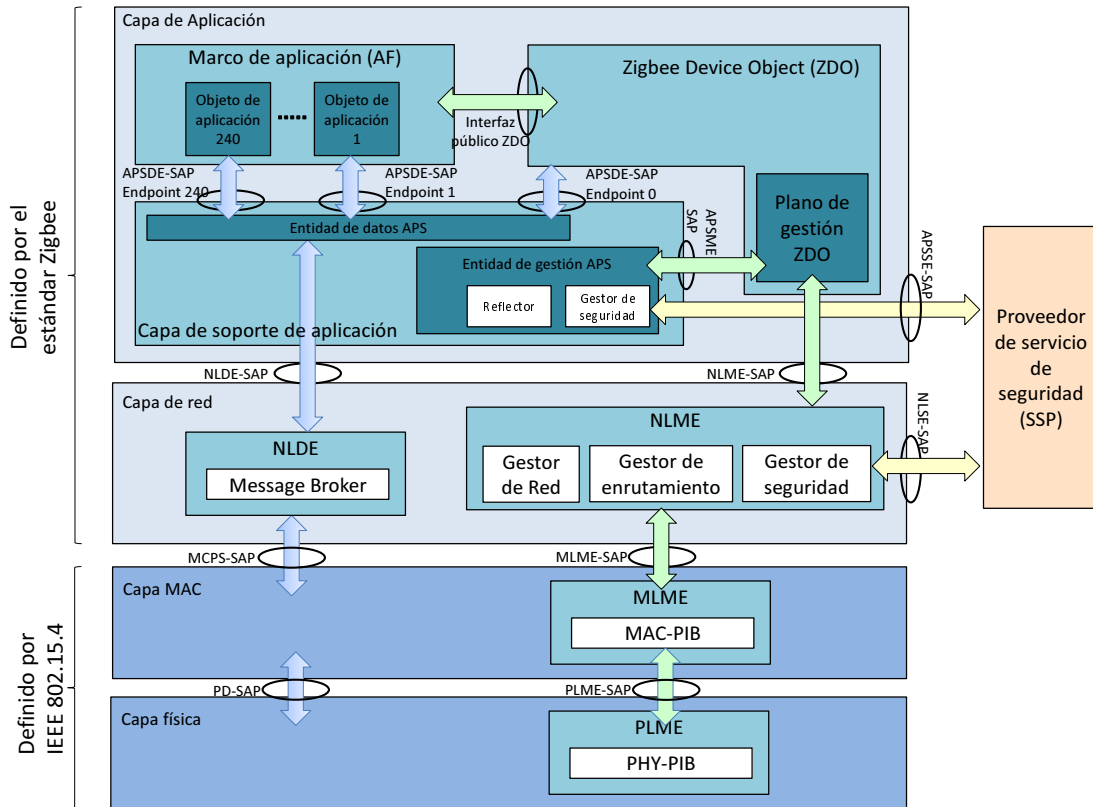 Capa de Aplicación
Marco de aplicación (AF)
Objeto de
aplicación
240
Objeto de
aplicación
1
Zigbee Device Object (ZDO)
Interfaz
público ZDO
APSDE-SAP
Endpoint 240
APSDE-SAP
Endpoint 1
APSDE-SAP
Endpoint 0
Entidad de datos APS
Entidad de gestión APS
Reflector
Gestor de
seguridad
Capa de soporte de aplicación
APSME
SAP
Plano de
gestión
ZDO
APSSE-SAP
Definido por el
estándar Zigbee
Proveedor
de servicio
de
seguridad
(SSP)
NLDE-SAP
NLME-SAP
Capa de red
NLDE
Message Broker
NLME
Gestor
de Red
Gestor de
enrutamiento
Gestor de
seguridad
NLSE-SAP
MCPS-SAP
MLME-SAP
Definido por
IEEE 802.15.4
Capa MAC
MLME
MAC-PIB
PD-SAP
PLME-SAP
Capa física
PLME
PHY-PIB